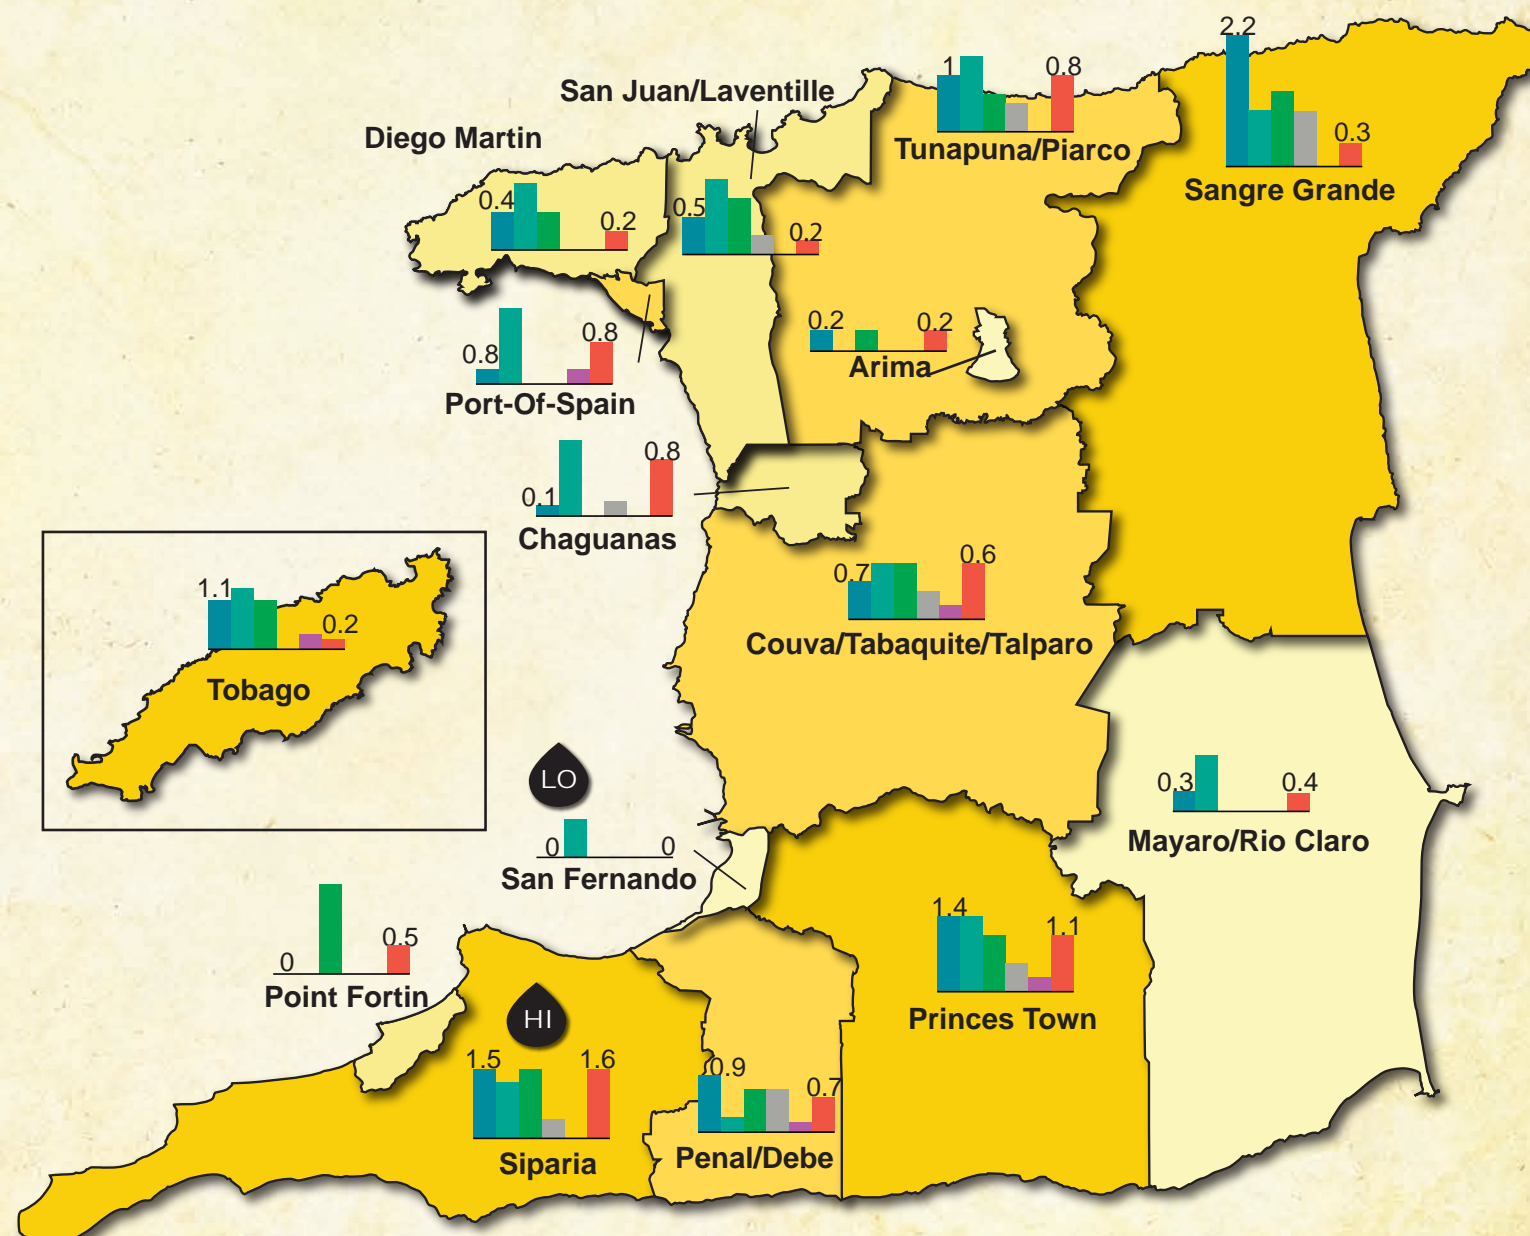 2.2
1
0.8
San Juan/Laventille
Diego Martin
Tunapuna/Piarco
0.3
Sangre Grande
0.4
0.2
0.5
0.2
0.2
0.2
Arima
0.8
0.8
Port-Of-Spain
0.1
0.8
Chaguanas
0.7
0.6
Couva/Tabaquite/Talparo
1.1
0.2
Tobago
LO
0
0
San Fernando
0.3
0.4
Mayaro/Rio Claro
0
0.5
Point Fortin
1.4
1.1
Princes Town
HI
1.5
1.6
Siparia
0.9
0.7
Penal/Debe